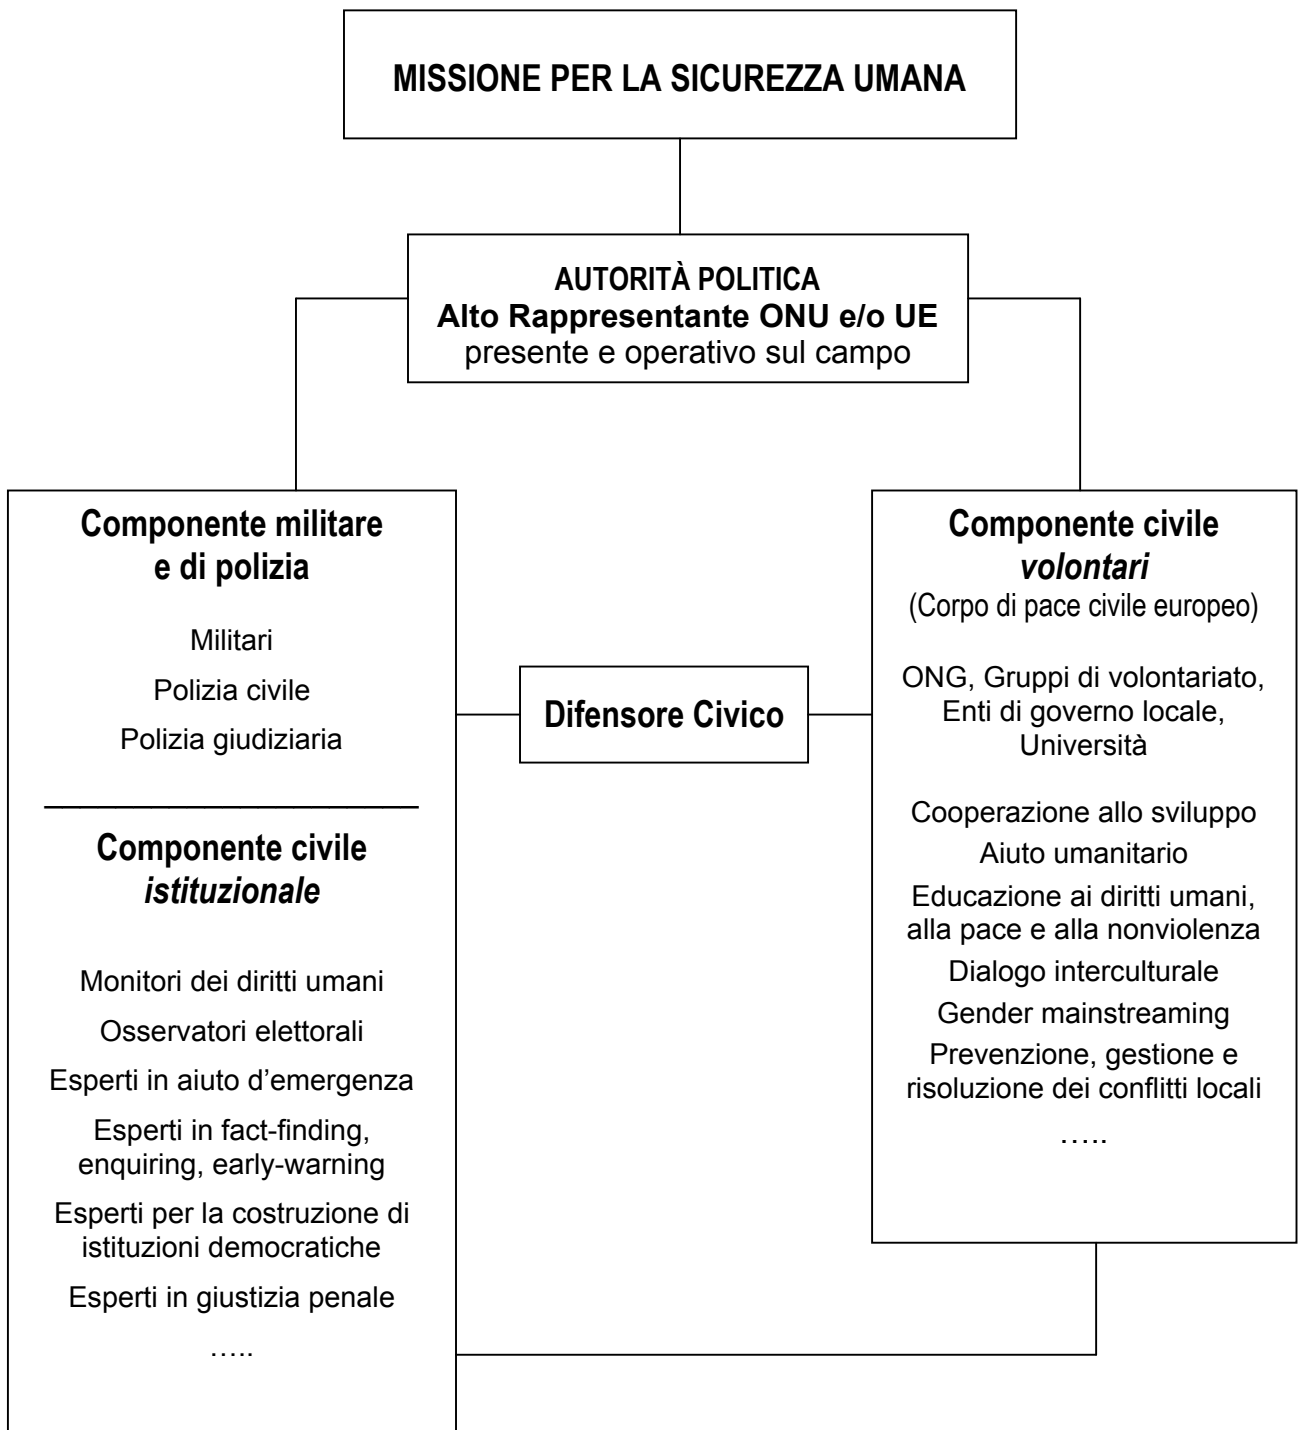 MISSIONE PER LA SICUREZZA UMANA
AUTORITÀ POLITICA
Alto Rappresentante ONU e/o UE
presente e operativo sul campo
Componente militare
e di polizia
Militari
Polizia civile
Polizia giudiziaria
Componente civile
istituzionale
Monitori dei diritti umani
Osservatori elettorali
Esperti in aiuto d’emergenza
Esperti in fact-finding,
enquiring, early-warning
Esperti per la costruzione di
istituzioni democratiche
Esperti in giustizia penale
…..
Difensore Civico
Componente civile
volontari
(Corpo di pace civile europeo)
ONG, Gruppi di volontariato,
Enti di governo locale,
Università
Cooperazione allo sviluppo
Aiuto umanitario
Educazione ai diritti umani,
alla pace e alla nonviolenza
Dialogo interculturale
Gender mainstreaming
Prevenzione, gestione e
risoluzione dei conflitti locali
…..